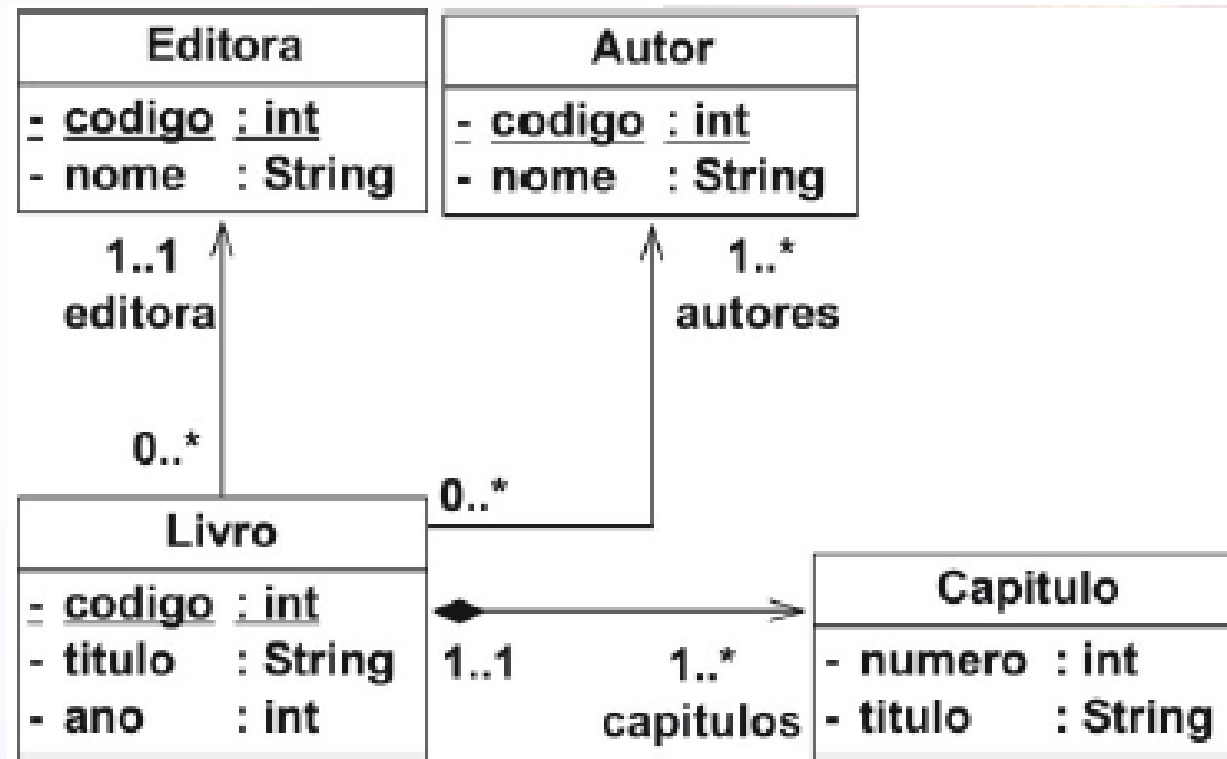 Editora
- codigo : int
- nome : String
Autor
- codigo : int
- nome : String
1..1
editora
1..*
autores
0..*
0..*
Livro
- codigo : int
- titulo : String
- ano : int
1..1
1..*
capitulos
Capitulo
- numero : int
- titulo : String